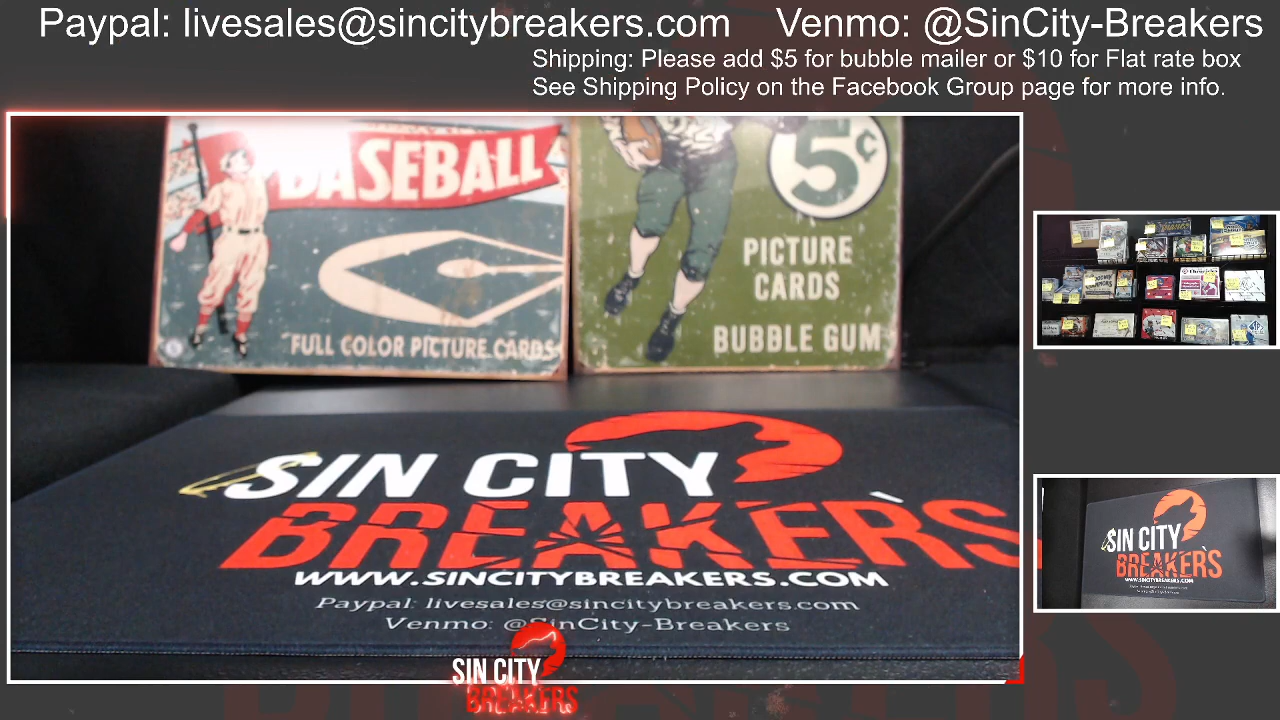 Paypal: livesales@sincitybreakers.com Venmo: @SinCity-Breakers
Shipping: Please add $5 for bubble mailer or $10 for Flat rate box
See Shipping Policy on the Facebook Group page for more info.
BASEBALL
"FULL COLOR PICTURE CARDS"
5¢
PICTURE
CARDS
BUBBLE GUM
SIN CITY
BREAKERS
WWW.SINCITYBREAKERS.COM
Paypal: livesales@sincitybreakers.com
Venmo: @SinCity-Breakers
SIN CITY
BREAKERS
SIN CITY
BREAKERS
WWW.SINCITYBREAKERS.COM